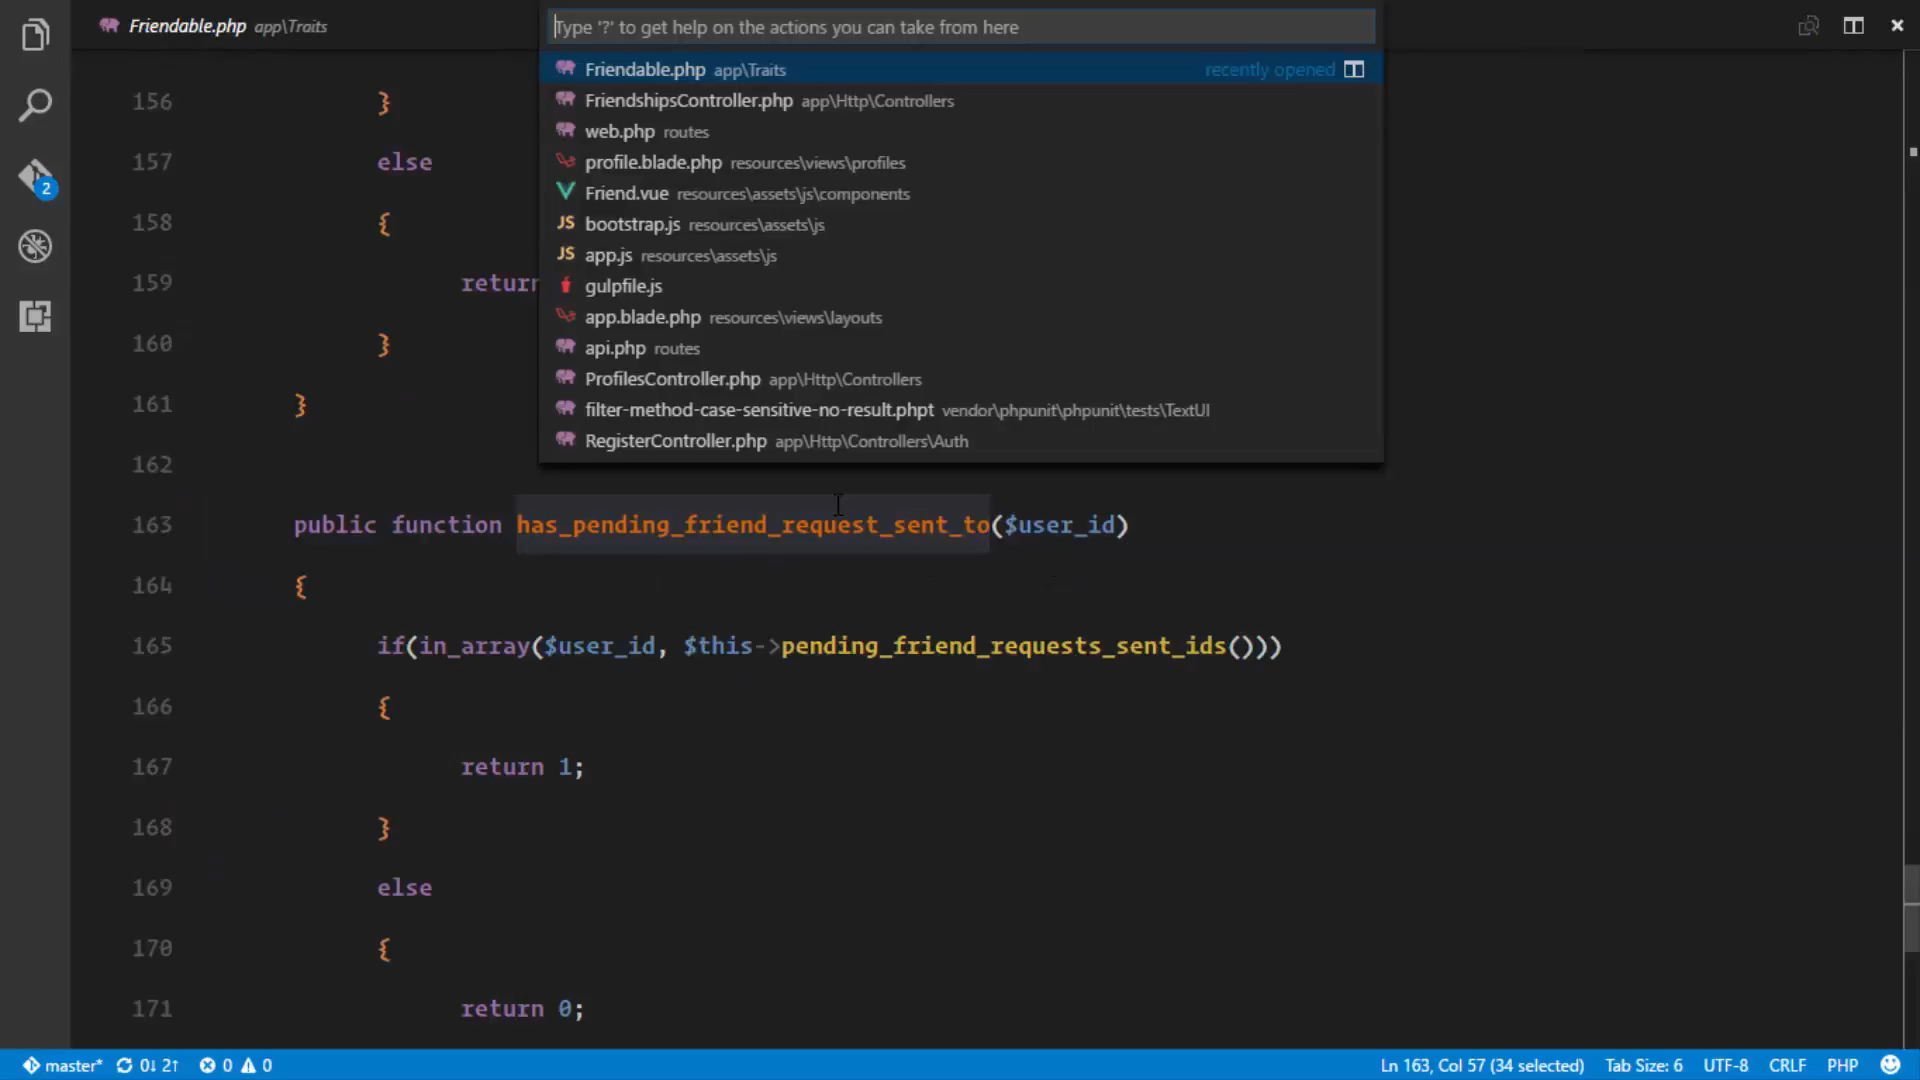 Friendable.php app\Traits
Type '?' to get help on the actions you can take from here
Friendable.php app\Traits recently opened
FriendshipsController.php app\Http\Controllers
web.php routes
profile.blade.php resources\views\profiles
Friend.vue resources\assets\js\components
JS bootstrap.js resources\assets\js
JS app.js resources\assets\js
gulpfile.js
app.blade.php resources\views\layouts
api.php routes
ProfilesController.php app\Http\Controllers
filter-method-case-sensitive-no-result.phpt vendor\phpunit\phpunit\tests\TextUI
RegisterController.php app\Http\Controllers\Auth
2
156 }
157 else
158 {
159 return
160 }
161 }
162
163 public function has_pending_friend_request_sent_to($user_id)
164 {
165 if(in_array($user_id, $this->pending_friend_requests_sent_ids()))
166 {
167 return 1;
168 }
169 else
170 {
171 return 0;
master* 0↓ 2↑ 0 0 Ln 163, Col 57 (34 selected) Tab Size: 6 UTF-8 CRLF PHP